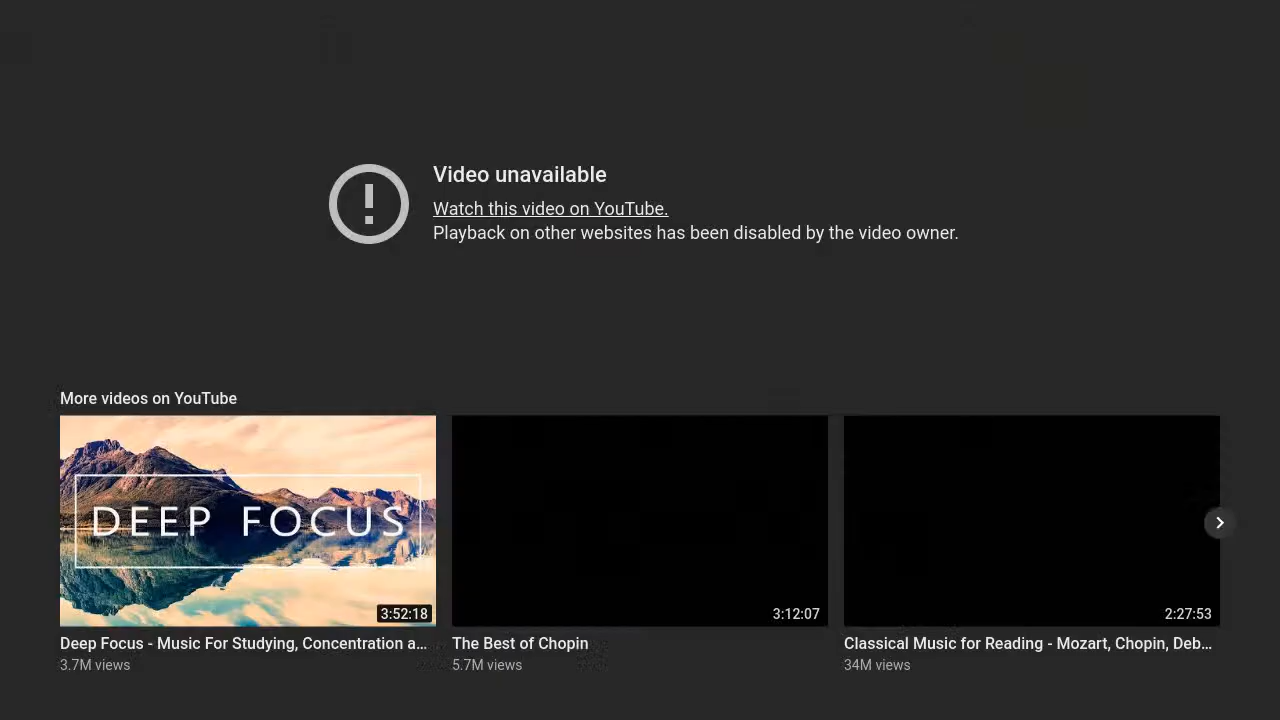 Video unavailable
Watch this video on YouTube.
Playback on other websites has been disabled by the video owner.
More videos on YouTube
DEEP FOCUS
3:52:18
3:12:07
2:27:53
Deep Focus - Music For Studying, Concentration a...
The Best of Chopin
Classical Music for Reading - Mozart, Chopin, Deb...
3.7M views
5.7M views
34M views